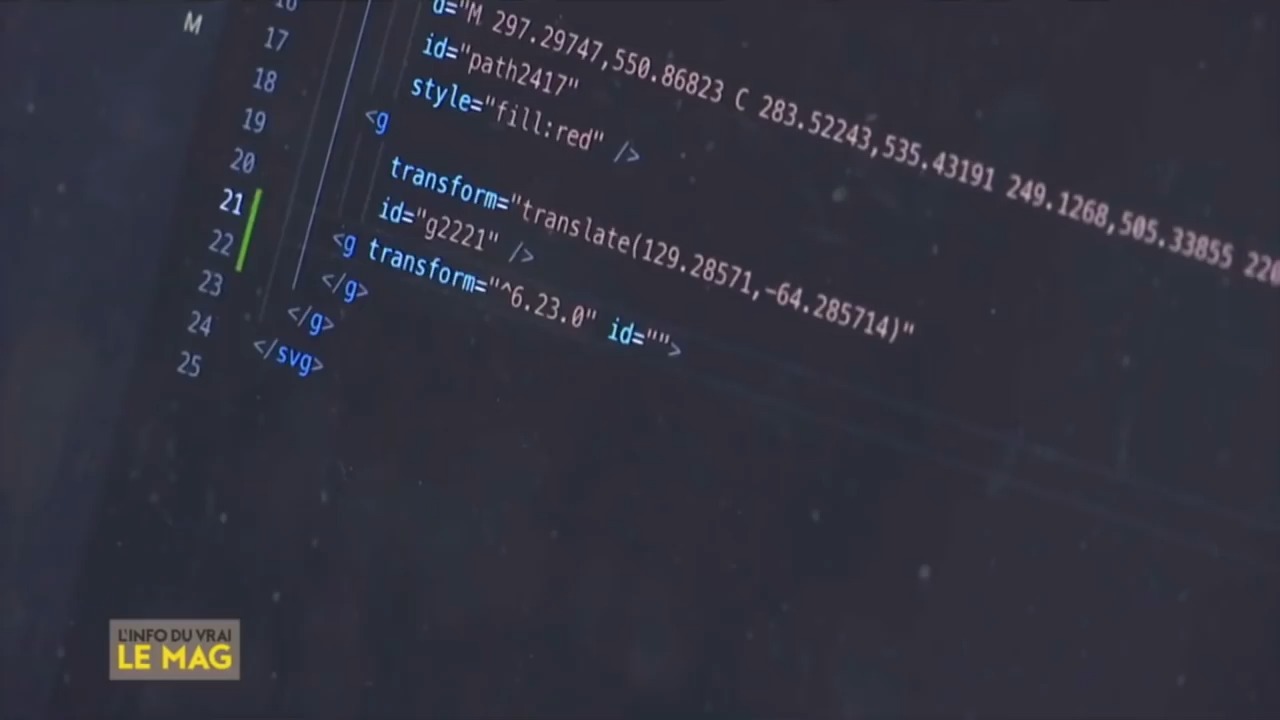 M
d="M 297.29747,550.86823 C 283.52243,535.43191 249.1268,505.33855 220
16 id="path2417"
17 style="fill:red" />
18 <g
19 transform="translate(129.28571,-64.285714)"
20 id="g2221" />
21 <g transform="^6.23.0" id="">
22 </g>
23 </g>
24 </svg>
25
L'INFO DU VRAI
LE MAG